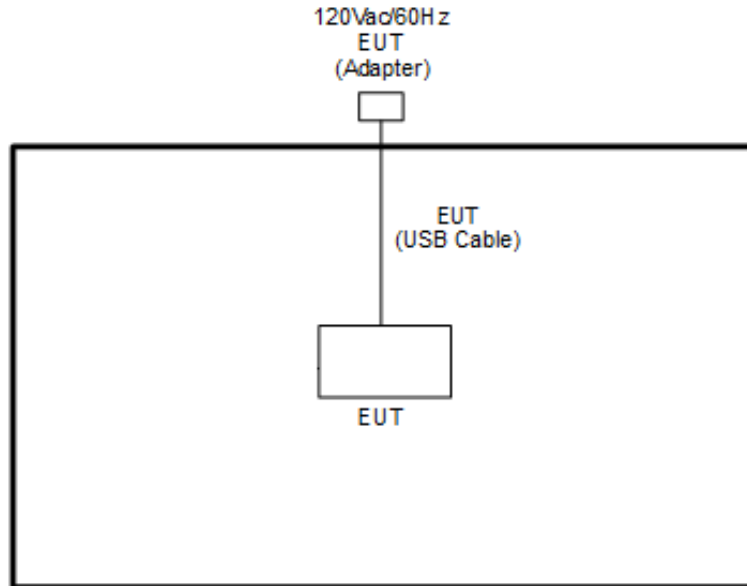 120Vac/60Hz
EUT
(Adapter)
EUT
(USB Cable)
EUT